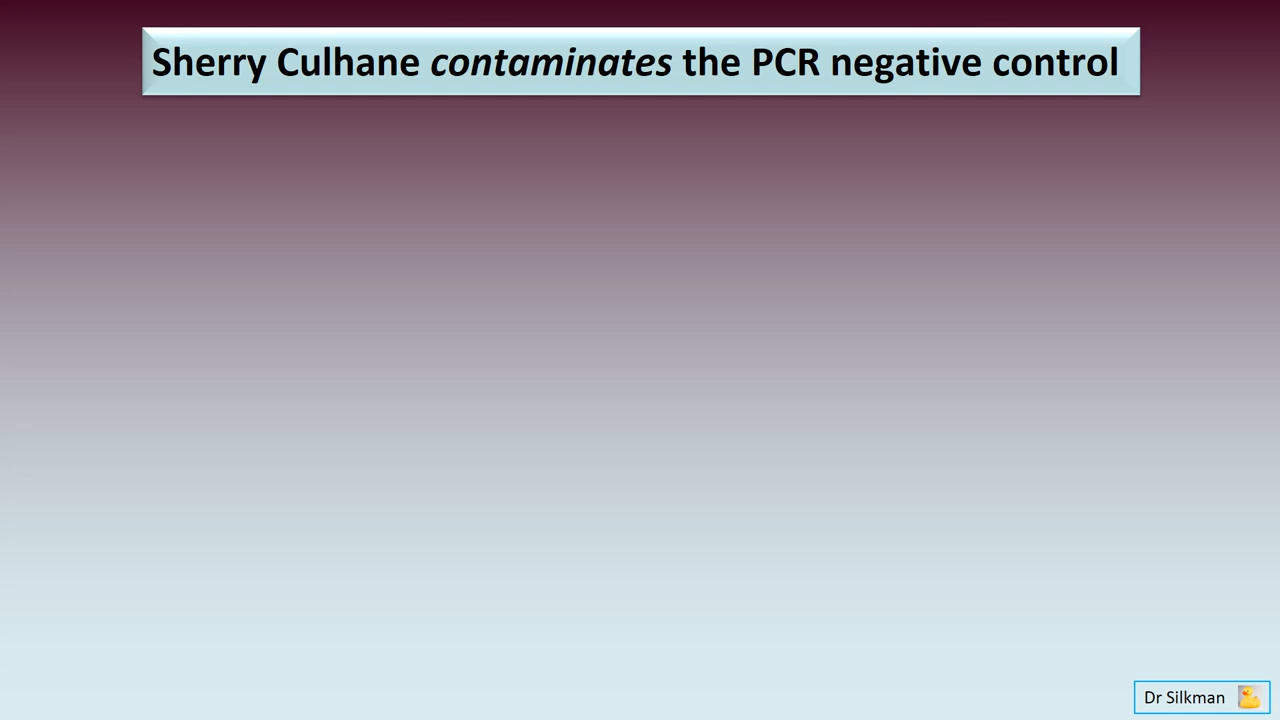 Sherry Culhane contaminates the PCR negative control
Dr Silkman